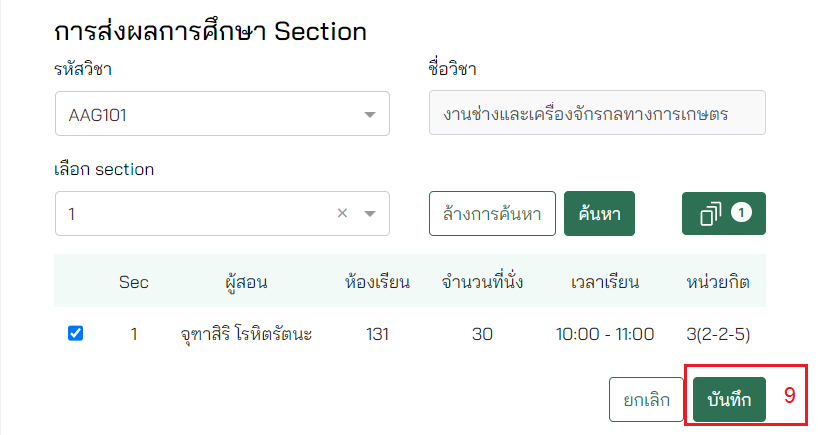 การส่งผลการศึกษา Section
รหัสวิชา ชื่อวิชา
AAG101 งานช่างและเครื่องจักรกลทางการเกษตร
เลือก section
1 × ล้างการค้นหา ค้นหา 1
Sec ผู้สอน ห้องเรียน จำนวนที่นั่ง เวลาเรียน หน่วยกิต
1 จุฑาสิริ โรหิตรัตนะ 131 30 10:00 - 11:00 3(2-2-5)
ยกเลิก บันทึก 9